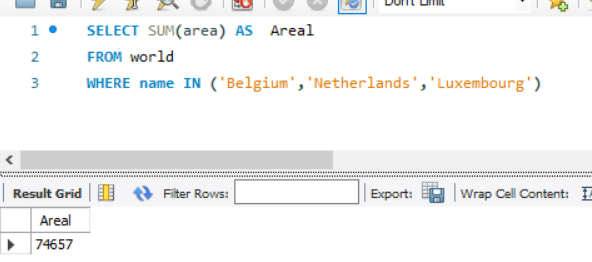 Don't Limit
1 SELECT SUM(area) AS Areal
2 FROM world
3 WHERE name IN ('Belgium','Netherlands','Luxembourg')
Result Grid Filter Rows: Export: Wrap Cell Content:
Areal
74657